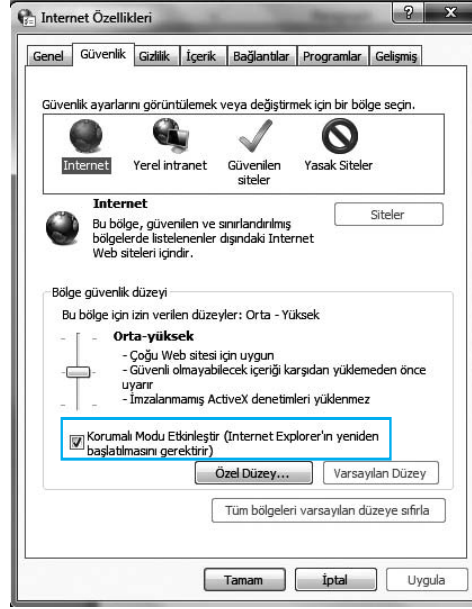 Internet Özellikleri
Genel Güvenlik Gizlilik İçerik Bağlantılar Programlar Gelişmiş
Güvenlik ayarlarını görüntülemek veya değiştirmek için bir bölge seçin.
Internet Yerel intranet Güvenilen siteler Yasak Siteler
Internet
Siteler
Bu bölge, güvenilen ve sınırlandırılmış
bölgelerde listelenenler dışındaki Internet
Web siteleri içindir.
Bölge güvenlik düzeyi
Bu bölge için izin verilen düzeyler: Orta - Yüksek
Orta-yüksek
- Çoğu Web sitesi için uygun
- Güvenli olmayabilecek içeriği karşıdan yüklemeden önce
uyarır
- İmzalanmamış ActiveX denetimleri yüklenmez
Korumalı Modu Etkinleştir (Internet Explorer'ın yeniden
başlatılmasını gerektirir)
Özel Düzey... Varsayılan Düzey
Tüm bölgeleri varsayılan düzeye sıfırla
Tamam İptal Uygula